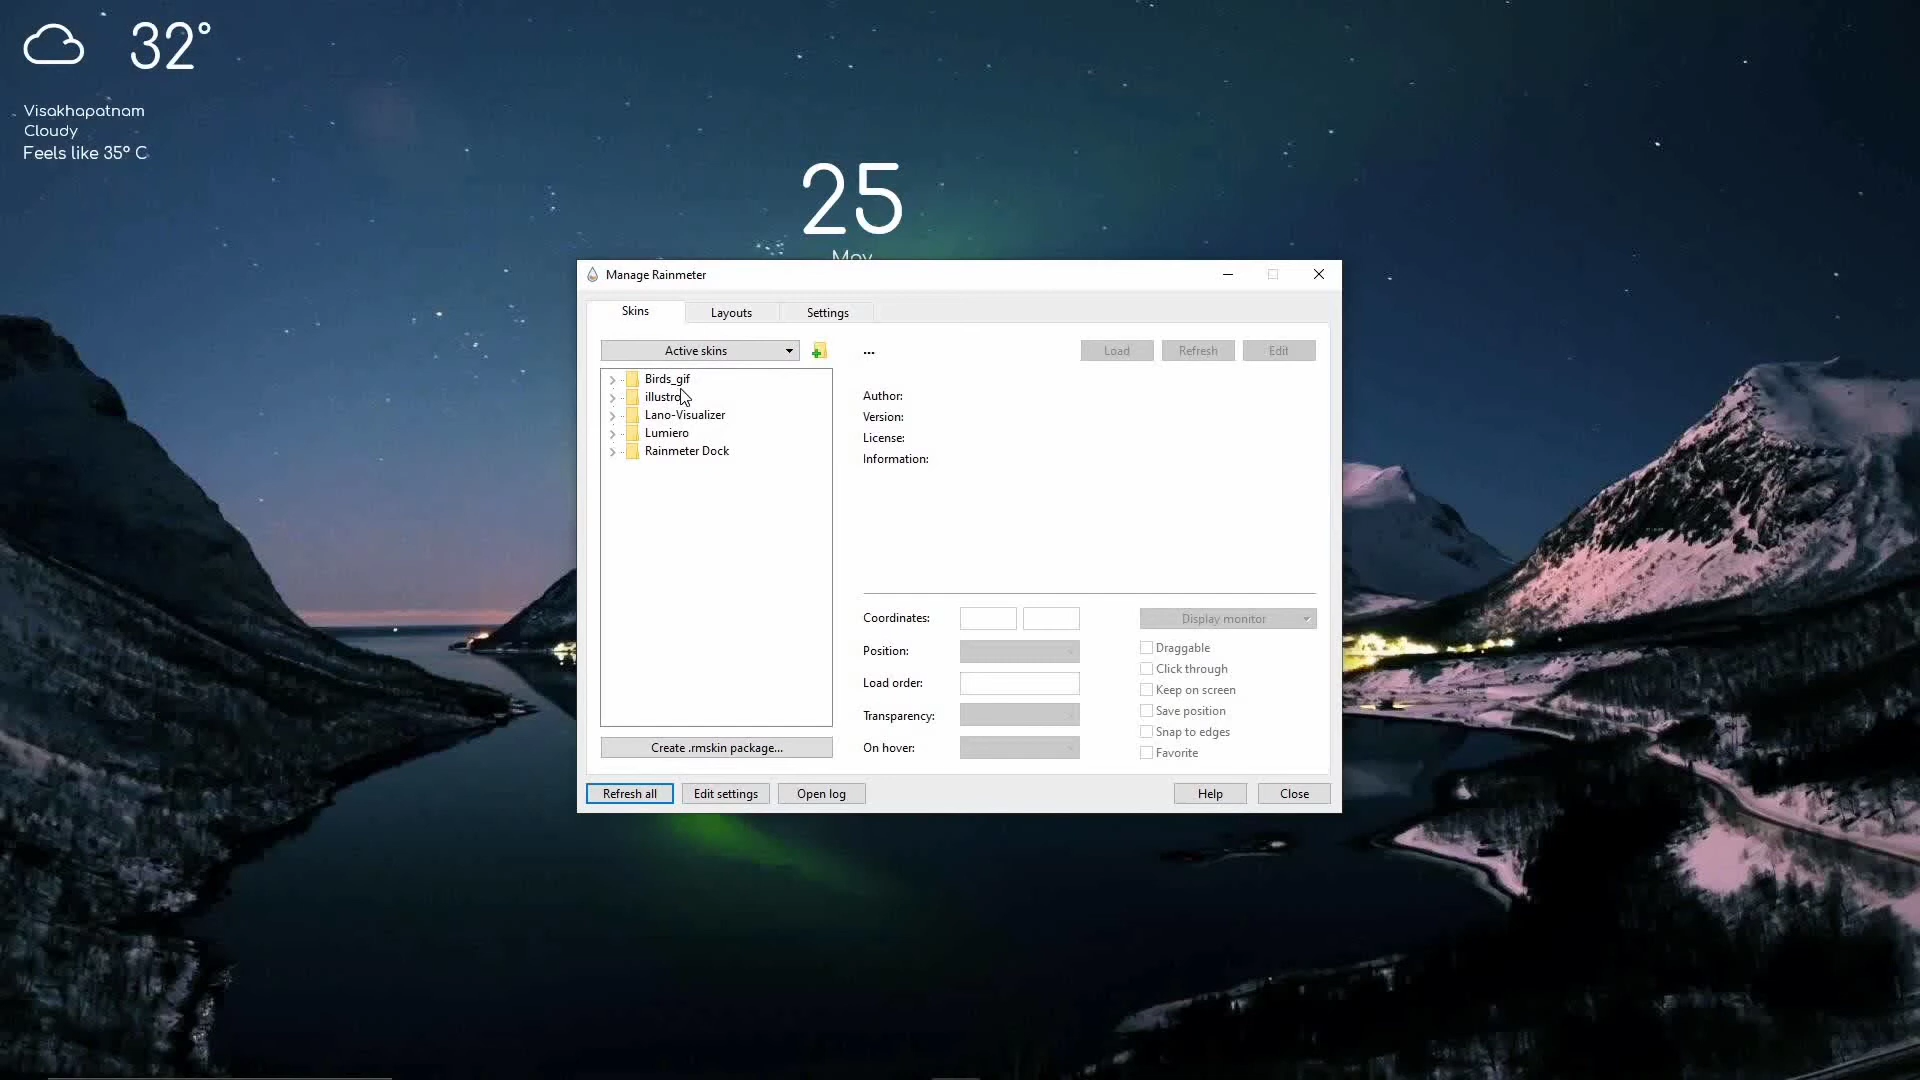 32°
Visakhapatnam
Cloudy
Feels like 35° C
25
May
Manage Rainmeter
Skins
Layouts
Settings
Active skins
...
Load
Refresh
Edit
Birds_gif
illustro
Lano-Visualizer
Lumiero
Rainmeter Dock
Author:
Version:
License:
Information:
Coordinates:
Display monitor
Position:
Draggable
Click through
Load order:
Keep on screen
Transparency:
Save position
Snap to edges
On hover:
Favorite
Create .rmskin package...
Refresh all
Edit settings
Open log
Help
Close